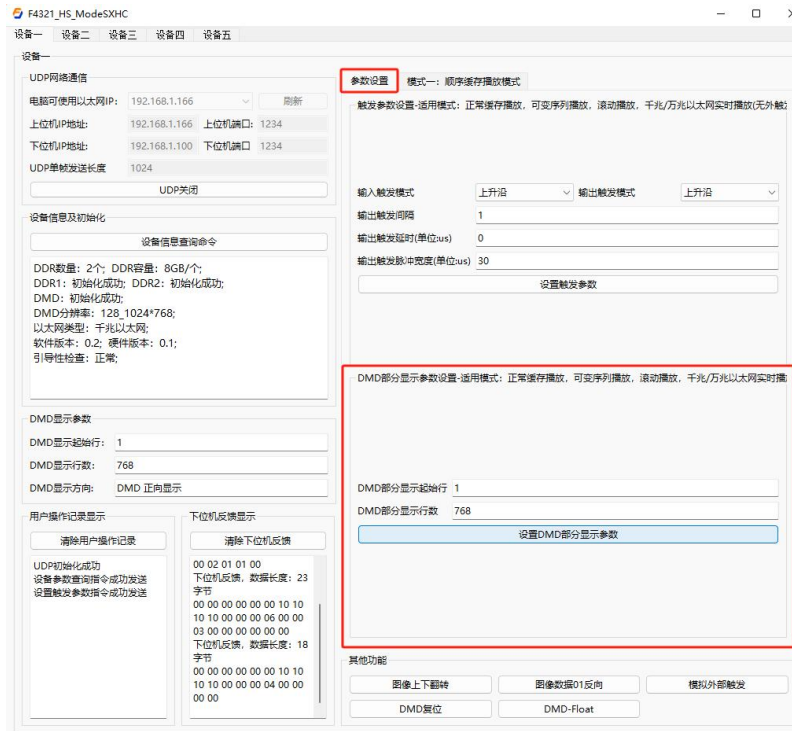 F4321_HS_ModeSXHC
设备一 设备二 设备三 设备四 设备五
设备一
UDP网络通信
电脑可使用以太网IP: 192.168.1.166 刷新
上位机IP地址: 192.168.1.166 上位机端口: 1234
下位机IP地址: 192.168.1.100 下位机端口 1234
UDP单帧发送长度 1024
UDP关闭
设备信息及初始化
设备信息查询命令
DDR数量：2个; DDR容量：8GB/个;
DDR1：初始化成功; DDR2：初始化成功;
DMD：初始化成功;
DMD分辨率：128_1024*768;
以太网类型：千兆以太网;
软件版本：0.2; 硬件版本：0.1;
引导性检查：正常;
DMD显示参数
DMD显示起始行: 1
DMD显示行数: 768
DMD显示方向: DMD 正向显示
用户操作记录显示
清除用户操作记录
UDP初始化成功
设备参数查询指令成功发送
设置触发参数指令成功发送
下位机反馈显示
清除下位机反馈
00 02 01 01 00
下位机反馈，数据长度：23
字节
00 00 00 00 00 00 10 10
10 10 00 00 00 06 00 00
03 00 00 00 00 00 00
下位机反馈，数据长度：18
字节
00 00 00 00 00 00 10 10
10 10 00 00 00 04 00 00
00 00
参数设置 模式一：顺序缓存播放模式
触发参数设置-适用模式：正常缓存播放，可变序列播放，滚动播放，千兆/万兆以太网实时播放(无外触
输入触发模式 上升沿 输出触发模式 上升沿
输出触发间隔 1
输出触发延时(单位:us) 0
输出触发脉冲宽度(单位:us) 30
设置触发参数
DMD部分显示参数设置-适用模式：正常缓存播放，可变序列播放，滚动播放，千兆/万兆以太网实时播
DMD部分显示起始行 1
DMD部分显示行数 768
设置DMD部分显示参数
其他功能
图像上下翻转 图像数据01反向 模拟外部触发
DMD复位 DMD-Float